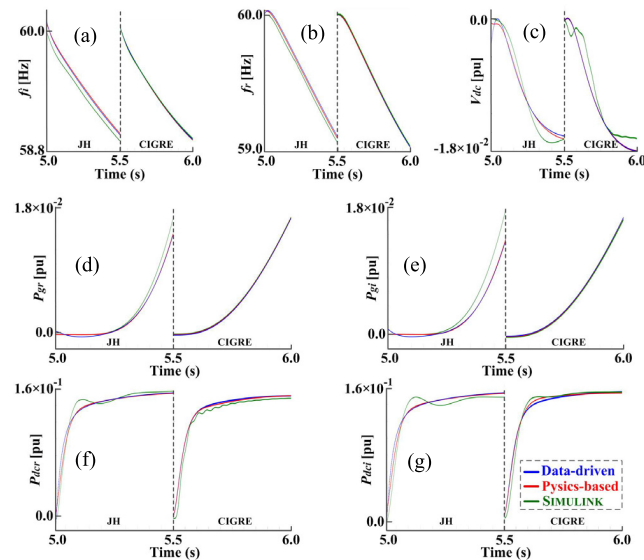 (a)
60.0
fi [Hz]
58.8
JH
CIGRE
5.0
5.5
6.0
Time (s)
(b)
60.0
fr [Hz]
59.0
JH
CIGRE
5.0
5.5
6.0
Time (s)
(c)
0.0
Vdc [pu]
-1.8×10⁻²
JH
CIGRE
5.0
5.5
6.0
Time (s)
1.8×10⁻²
(d)
Pgr [pu]
0.0
JH
CIGRE
5.0
5.5
6.0
Time (s)
1.8×10⁻²
(e)
Pgi [pu]
0.0
JH
CIGRE
5.0
5.5
6.0
Time (s)
1.6×10⁻¹
Pdcr [pu]
(f)
0.0
JH
CIGRE
5.0
5.5
6.0
Time (s)
1.6×10⁻¹
Pdci [pu]
(g)
0.0
JH
CIGRE
5.0
5.5
6.0
Time (s)
Data-driven
Pysics-based
SIMULINK